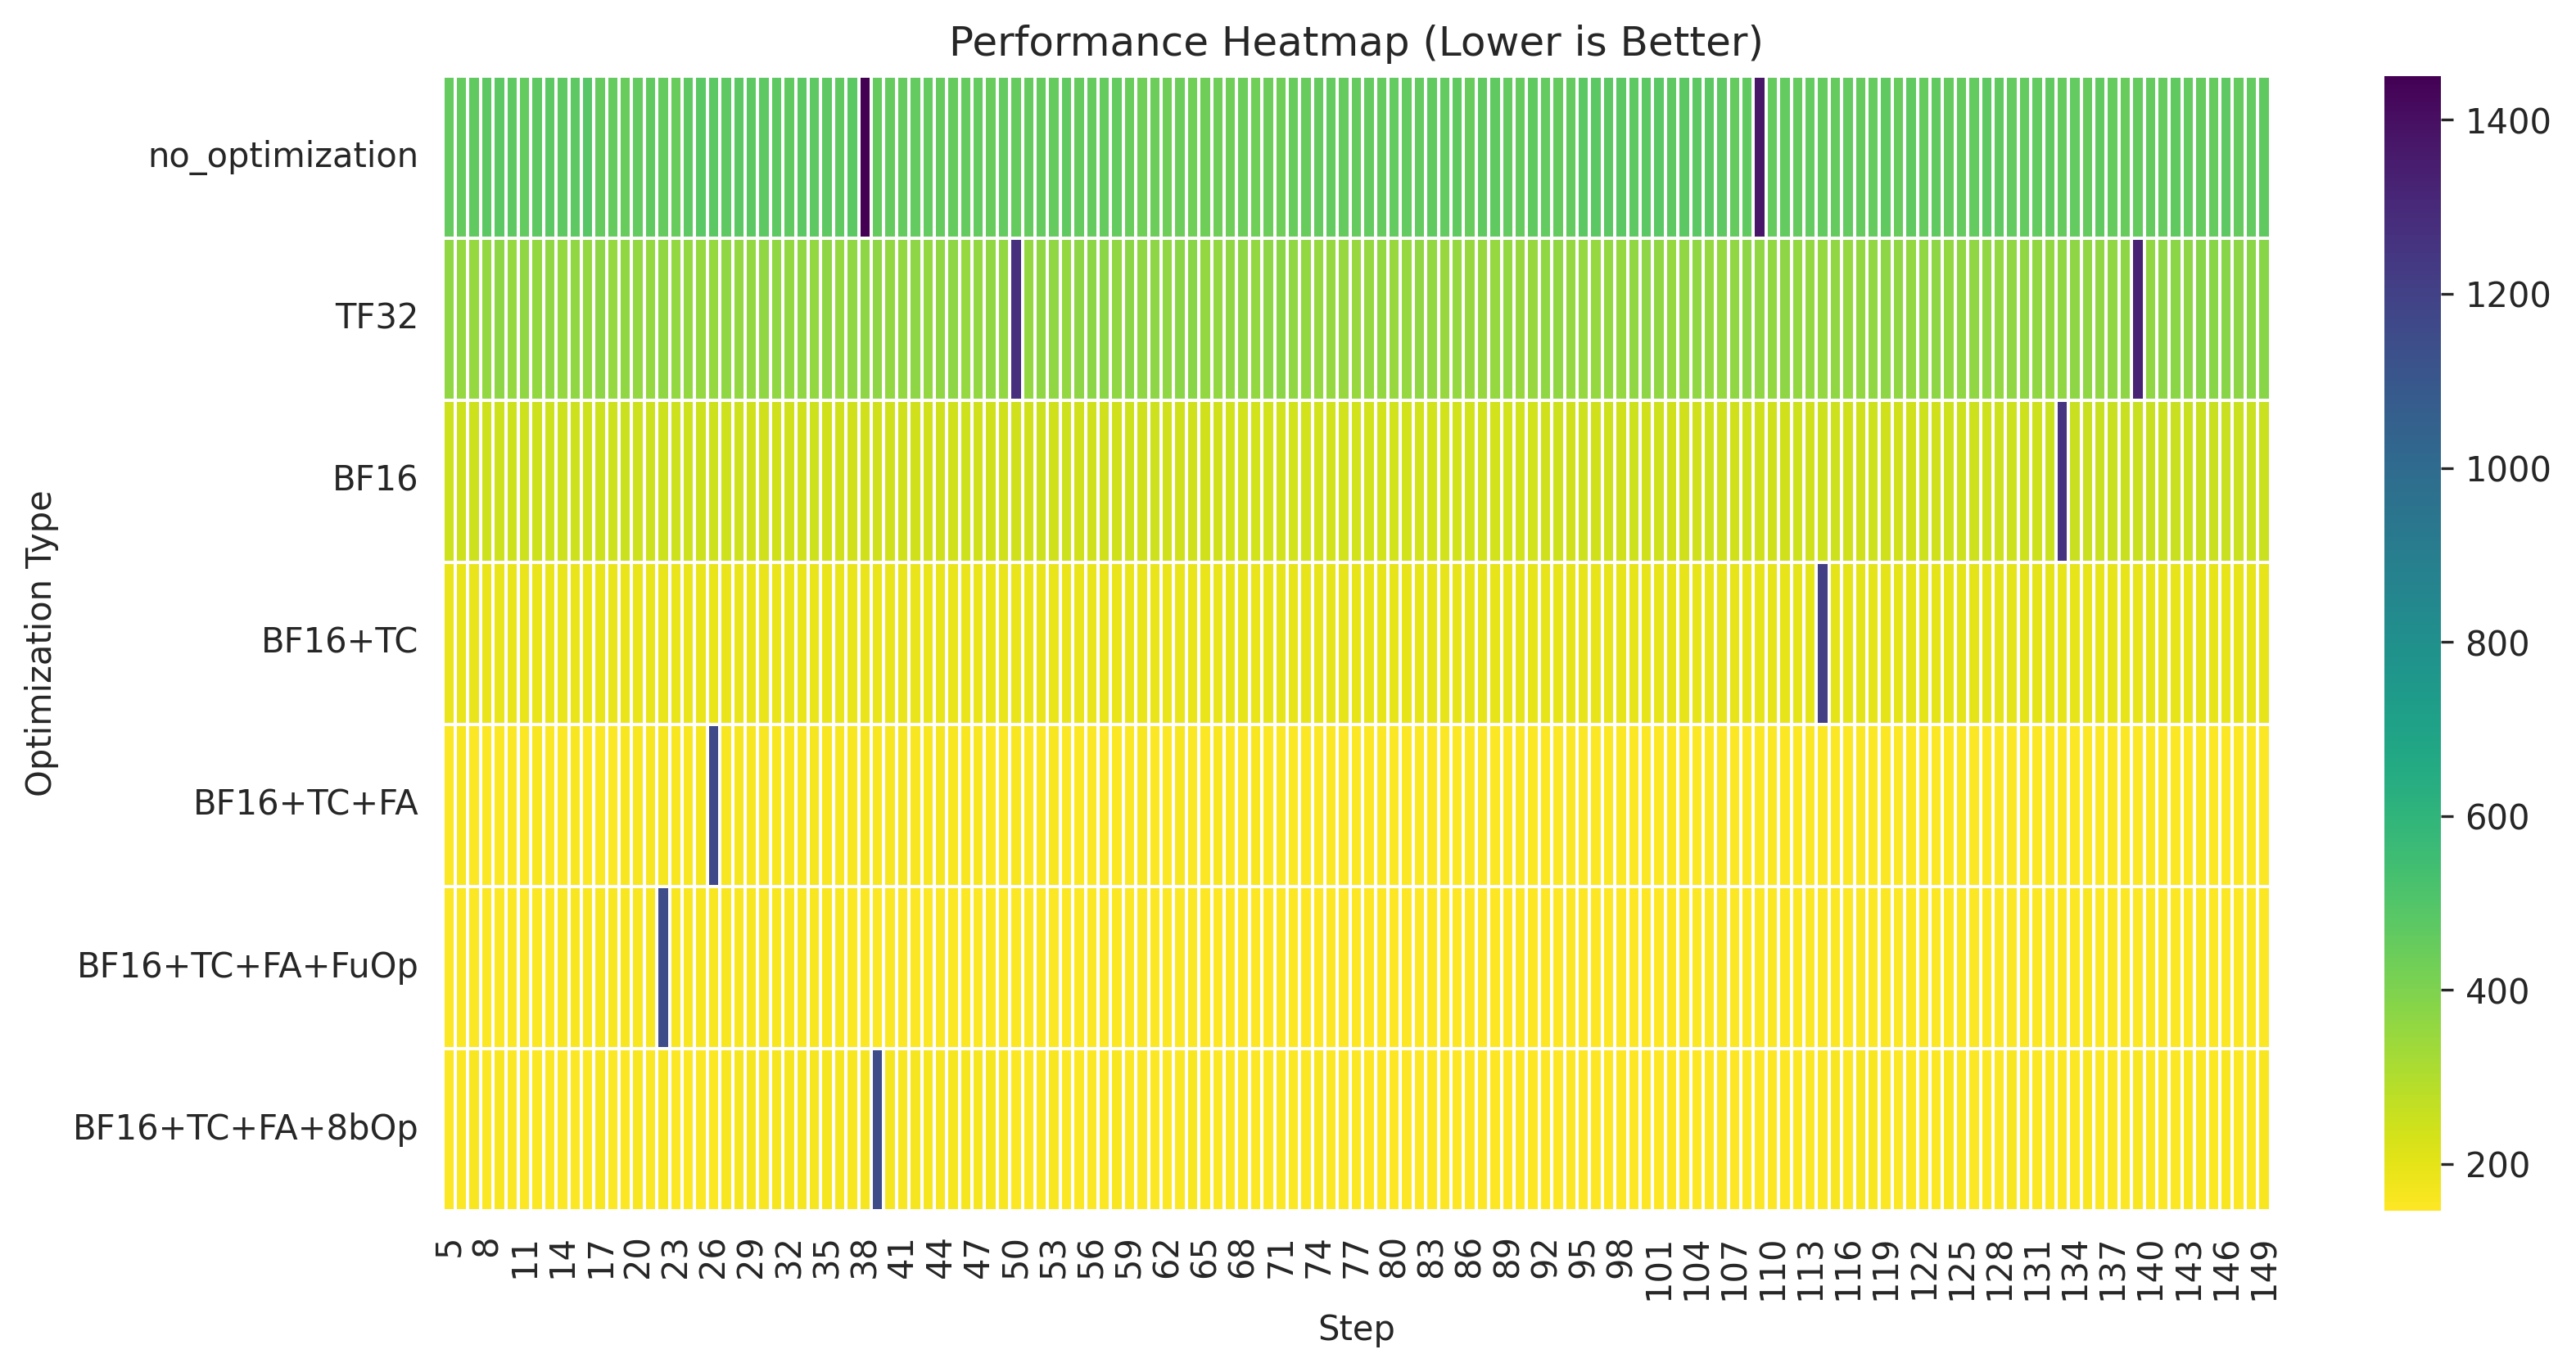 Performance Heatmap (Lower is Better)
Optimization Type
no_optimization
TF32
BF16
BF16+TC
BF16+TC+FA
BF16+TC+FA+FuOp
BF16+TC+FA+8bOp
1400
1200
1000
800
600
400
200
5 8 11 14 17 20 23 26 29 32 35 38 41 44 47 50 53 56 59 62 65 68 71 74 77 80 83 86 89 92 95 98 101 104 107 110 113 116 119 122 125 128 131 134 137 140 143 146 149
Step